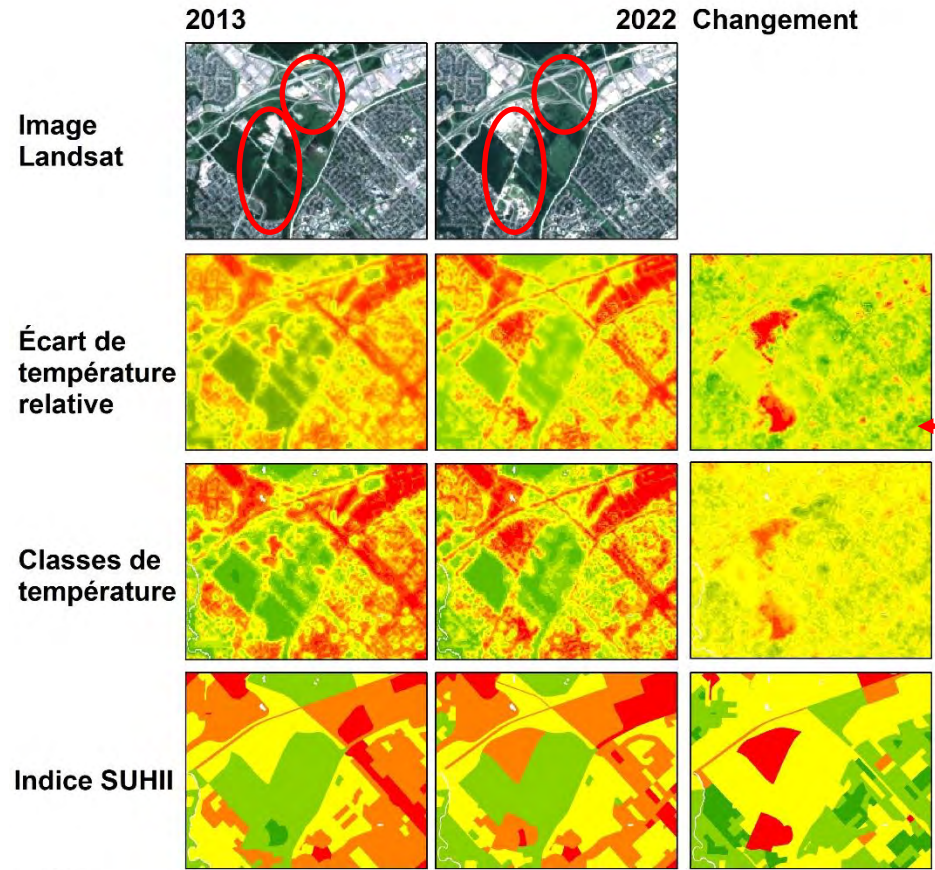 2013
2022 Changement
Image
Landsat
Écart de
température
relative
Classes de
température
Indice SUHII